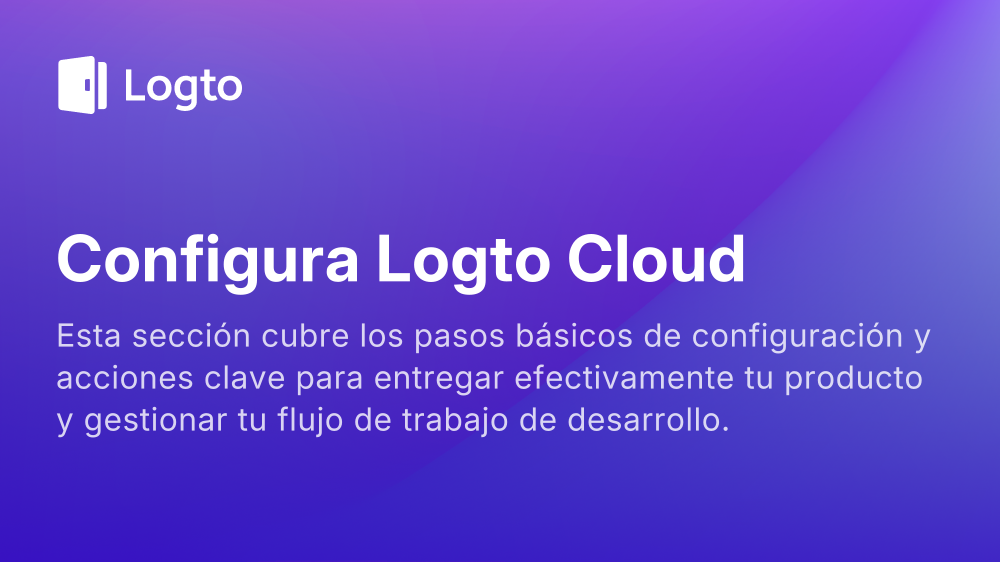 Logto
Configura Logto Cloud
Esta sección cubre los pasos básicos de configuración y
acciones clave para entregar efectivamente tu producto
y gestionar tu flujo de trabajo de desarrollo.